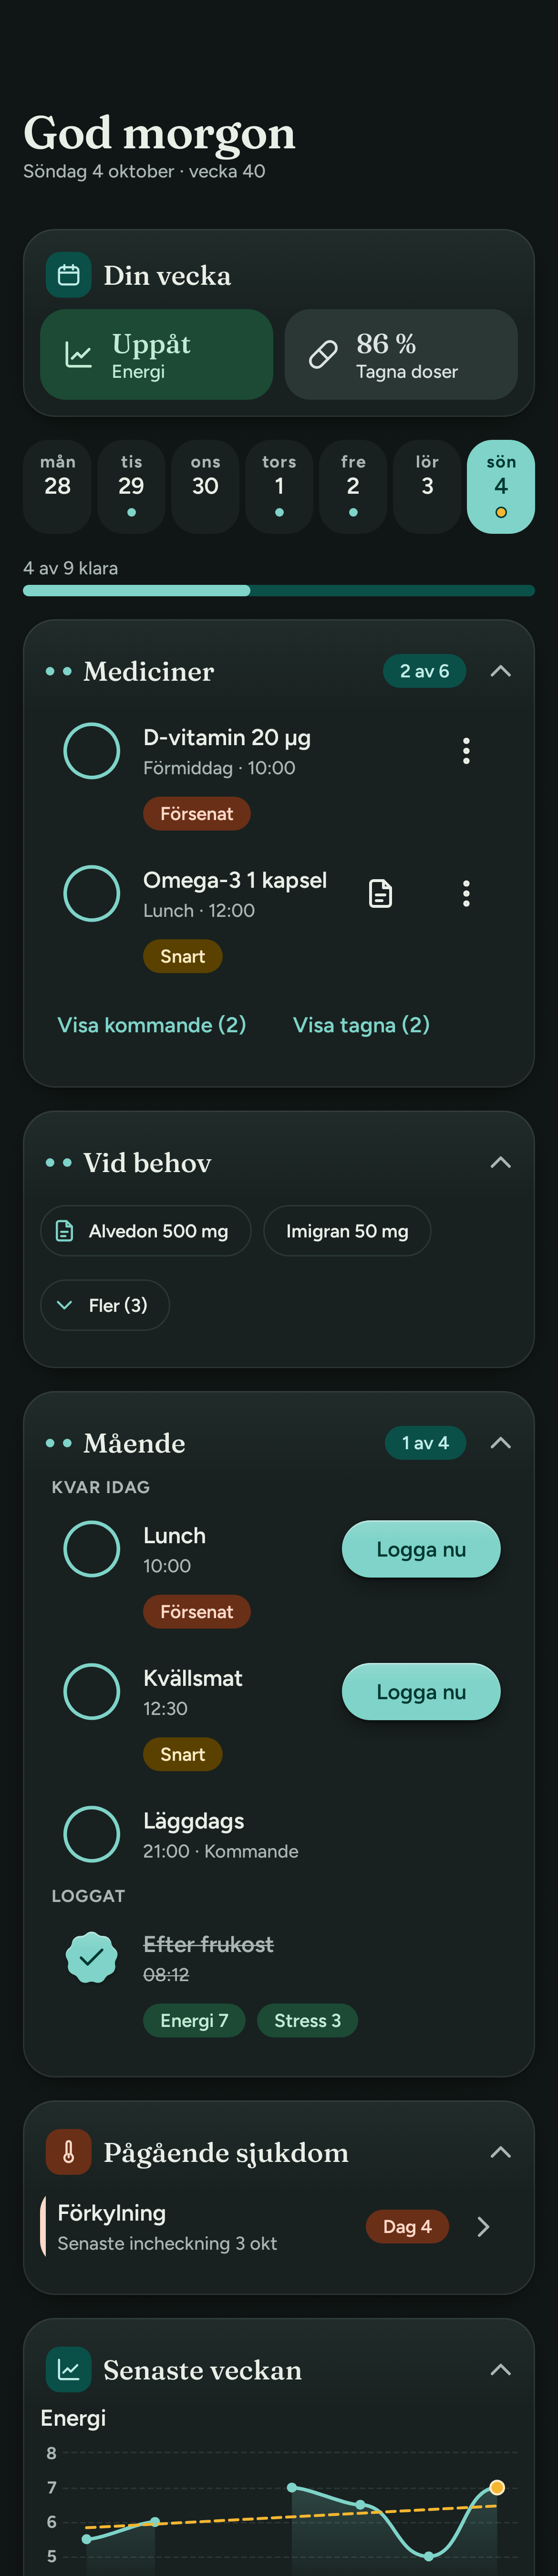 God morgon
Söndag 4 oktober · vecka 40
Din vecka
Uppåt
Energi
86 %
Tagna doser
mån tis ons tors fre lör sön
28 29 30 1 2 3 4
4 av 9 klara
Mediciner 2 av 6
D-vitamin 20 µg
Förmiddag · 10:00
Försenat
Omega-3 1 kapsel
Lunch · 12:00
Snart
Visa kommande (2) Visa tagna (2)
Vid behov
Alvedon 500 mg Imigran 50 mg
Fler (3)
Mående 1 av 4
KVAR IDAG
Lunch
10:00
Logga nu
Försenat
Kvällsmat
12:30
Logga nu
Snart
Läggdags
21:00 · Kommande
LOGGAT
Efter frukost
08:12
Energi 7 Stress 3
Pågående sjukdom
Förkylning
Senaste incheckning 3 okt
Dag 4
Senaste veckan
Energi
8
7
6
5